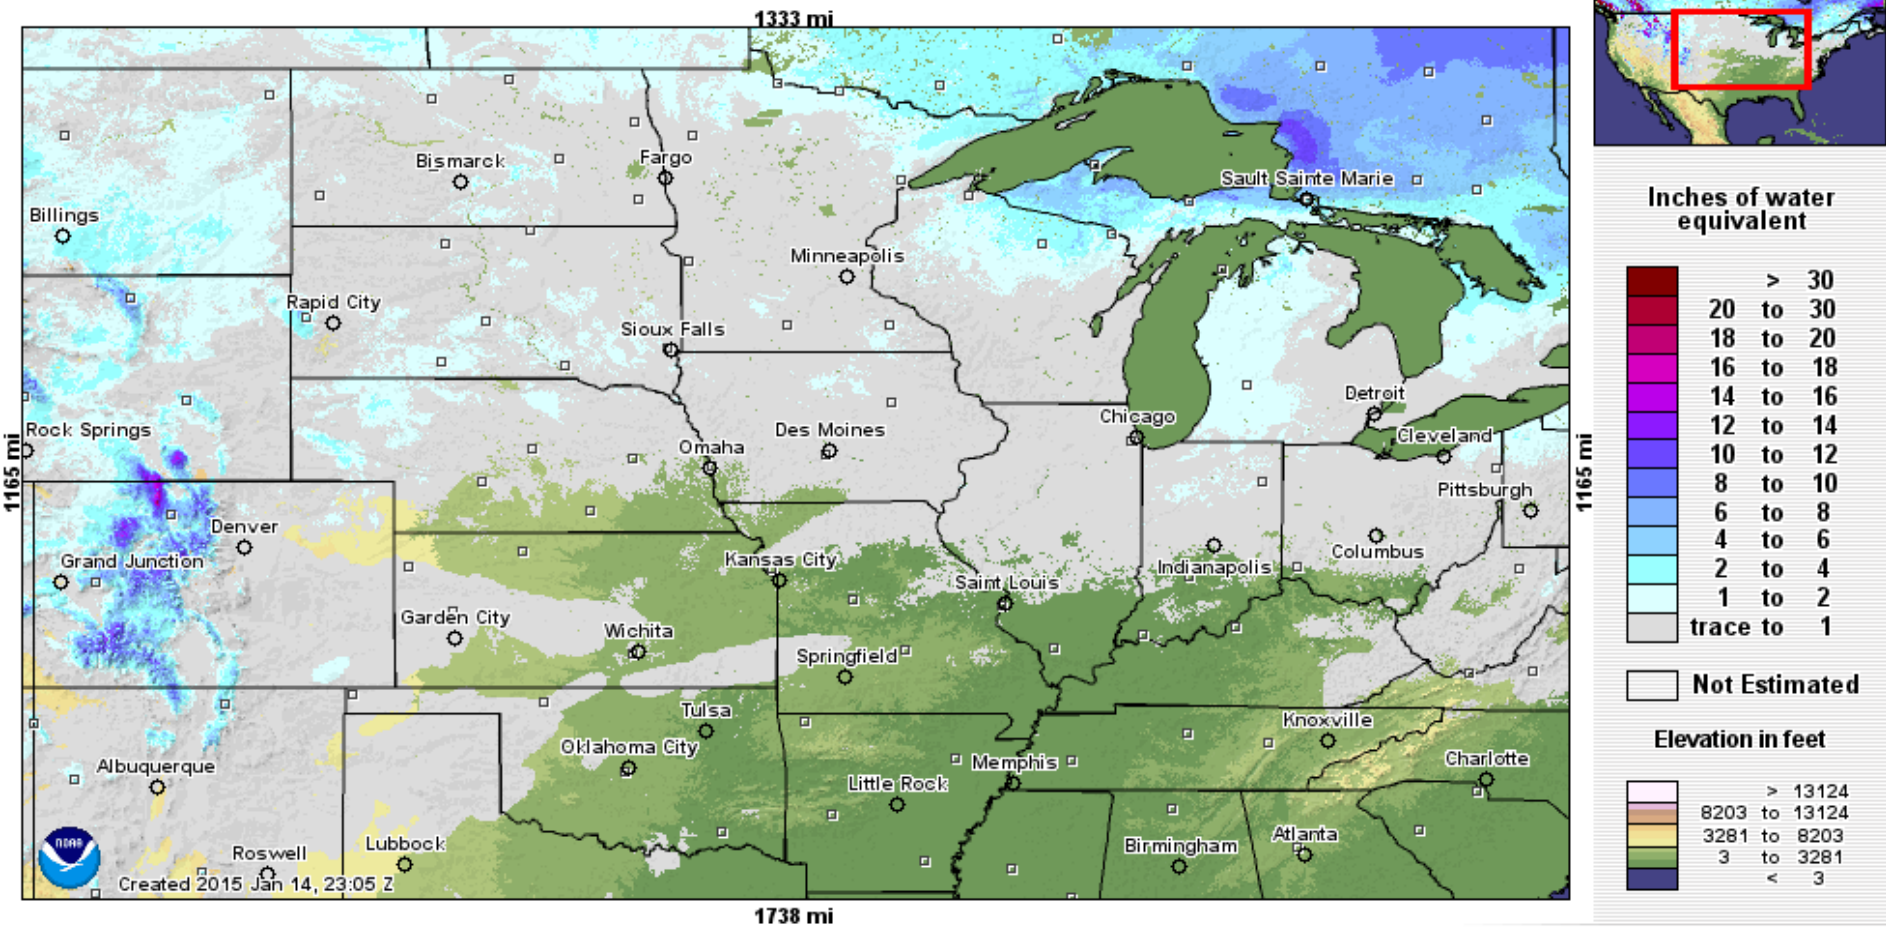 1333 mi
Bismarck
Fargo
Sault Sainte Marie
Billings
Minneapolis
Rapid City
Sioux Falls
Detroit
Chicago
Rock Springs
Omaha
Des Moines
Cleveland
1165 mi
1165 mi
Pittsburgh
Denver
Grand Junction
Kansas City
Columbus
Indianapolis
Saint Louis
Garden City
Wichita
Springfield
Tulsa
Knoxville
Oklahoma City
Memphis
Charlotte
Albuquerque
Little Rock
Lubbock
Birmingham
Atlanta
Roswell
NOAA
Created 2015 Jan 14, 23:05 Z
1738 mi
Inches of water
equivalent
> 30
20 to 30
18 to 20
16 to 18
14 to 16
12 to 14
10 to 12
8 to 10
6 to 8
4 to 6
2 to 4
1 to 2
trace to 1
Not Estimated
Elevation in feet
> 13124
8203 to 13124
3281 to 8203
3 to 3281
< 3